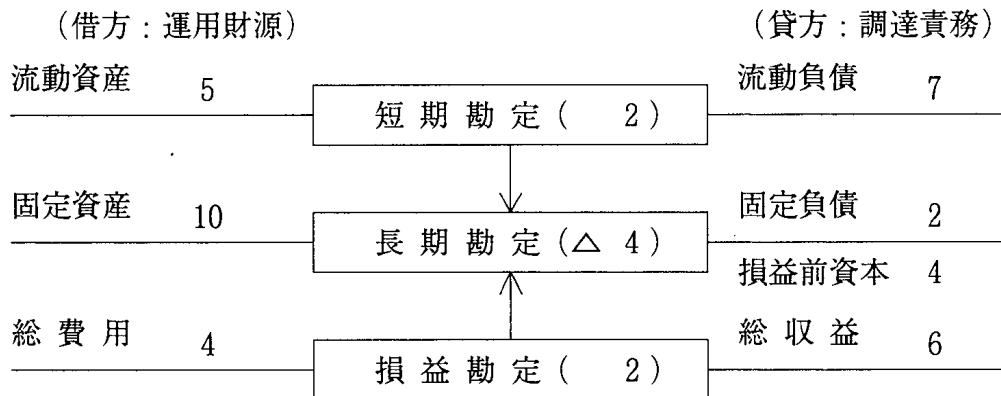 (借方：運用財源) (貸方：調達責務)
流動資産 5 短期勘定( 2) 流動負債 7
固定資産 10 長期勘定(△ 4) 固定負債 2
損益前資本 4
総費用 4 損益勘定( 2) 総収益 6